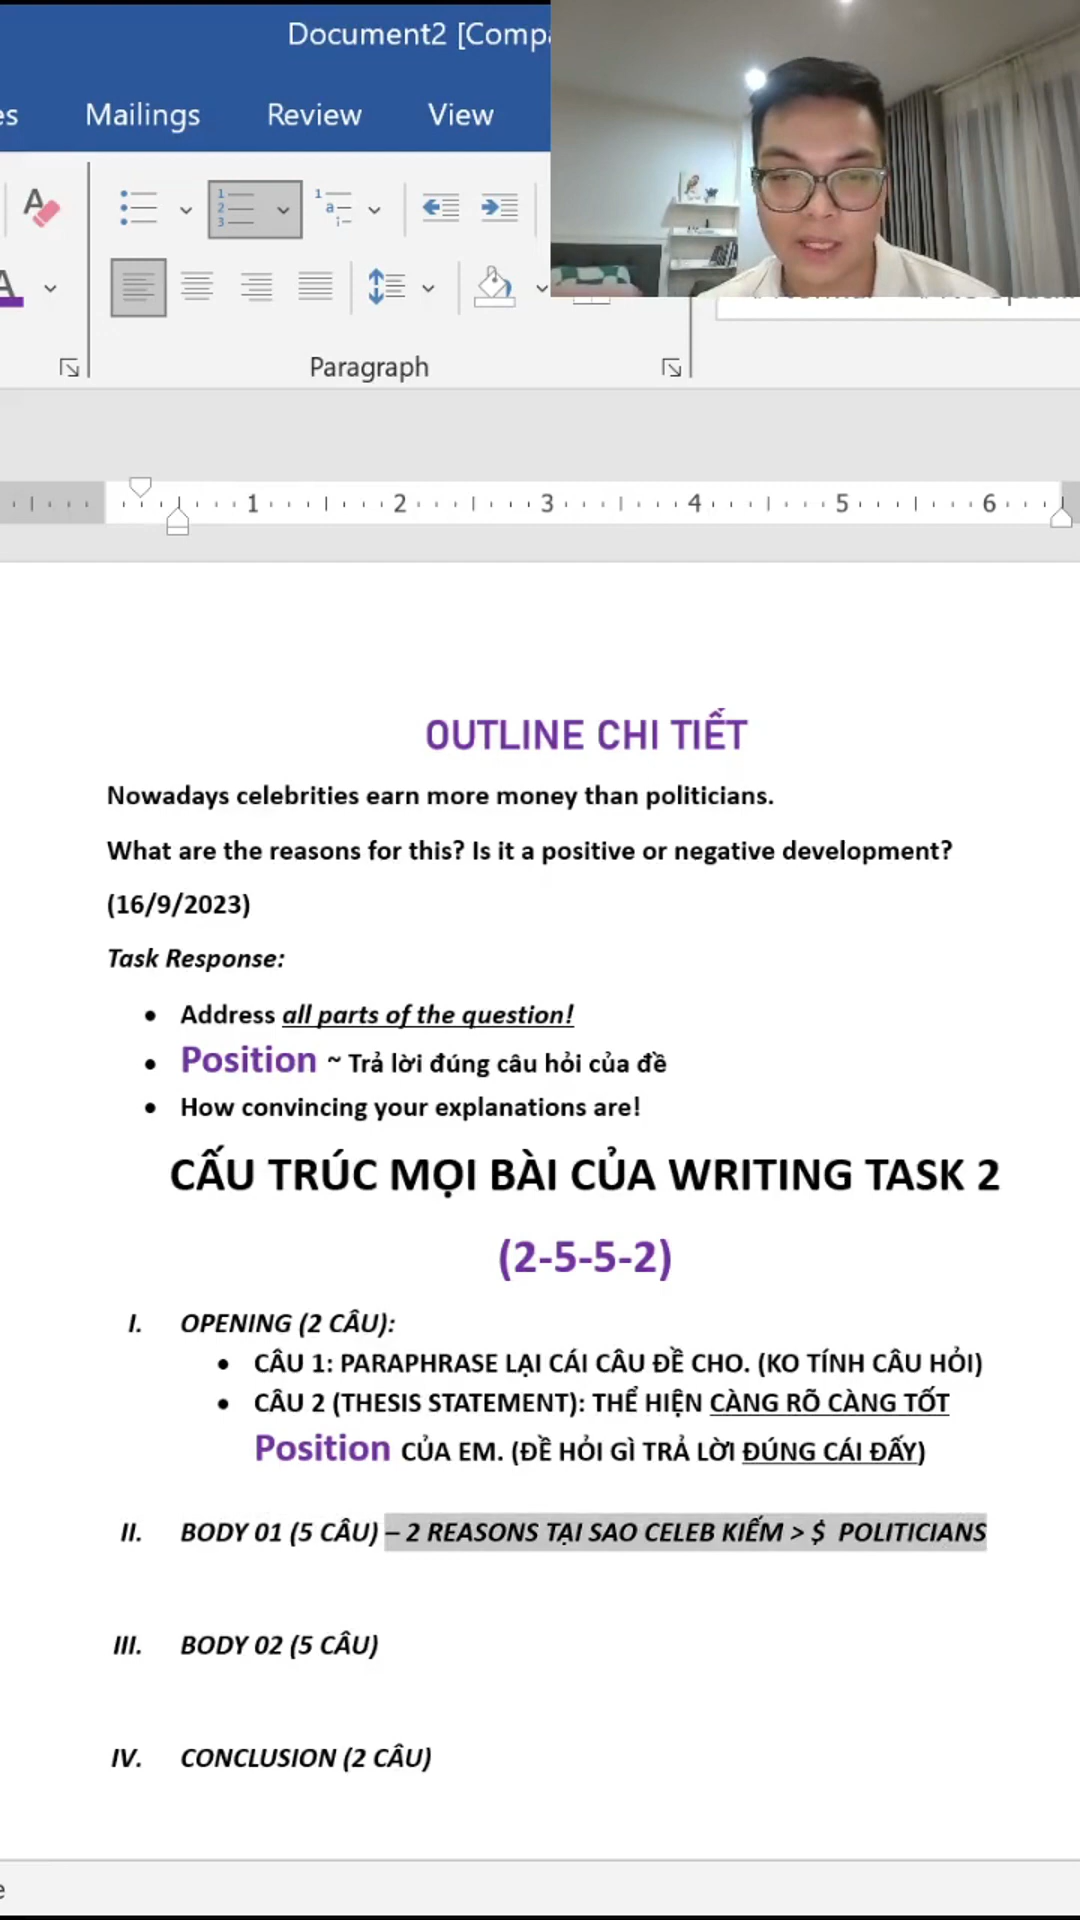 Document2 [Compa
es Mailings Review View
Paragraph
1 2 3 4 5 6
OUTLINE CHI TIẾT
Nowadays celebrities earn more money than politicians.
What are the reasons for this? Is it a positive or negative development?
(16/9/2023)
Task Response:
• Address all parts of the question!
• Position ~ Trả lời đúng câu hỏi của đề
• How convincing your explanations are!
CẤU TRÚC MỌI BÀI CỦA WRITING TASK 2
(2-5-5-2)
I. OPENING (2 CÂU):
• CÂU 1: PARAPHRASE LẠI CÁI CÂU ĐỀ CHO. (KO TÍNH CÂU HỎI)
• CÂU 2 (THESIS STATEMENT): THỂ HIỆN CÀNG RÕ CÀNG TỐT
Position CỦA EM. (ĐỀ HỎI GÌ TRẢ LỜI ĐÚNG CÁI ĐẤY)
II. BODY 01 (5 CÂU) – 2 REASONS TẠI SAO CELEB KIẾM > $ POLITICIANS
III. BODY 02 (5 CÂU)
IV. CONCLUSION (2 CÂU)